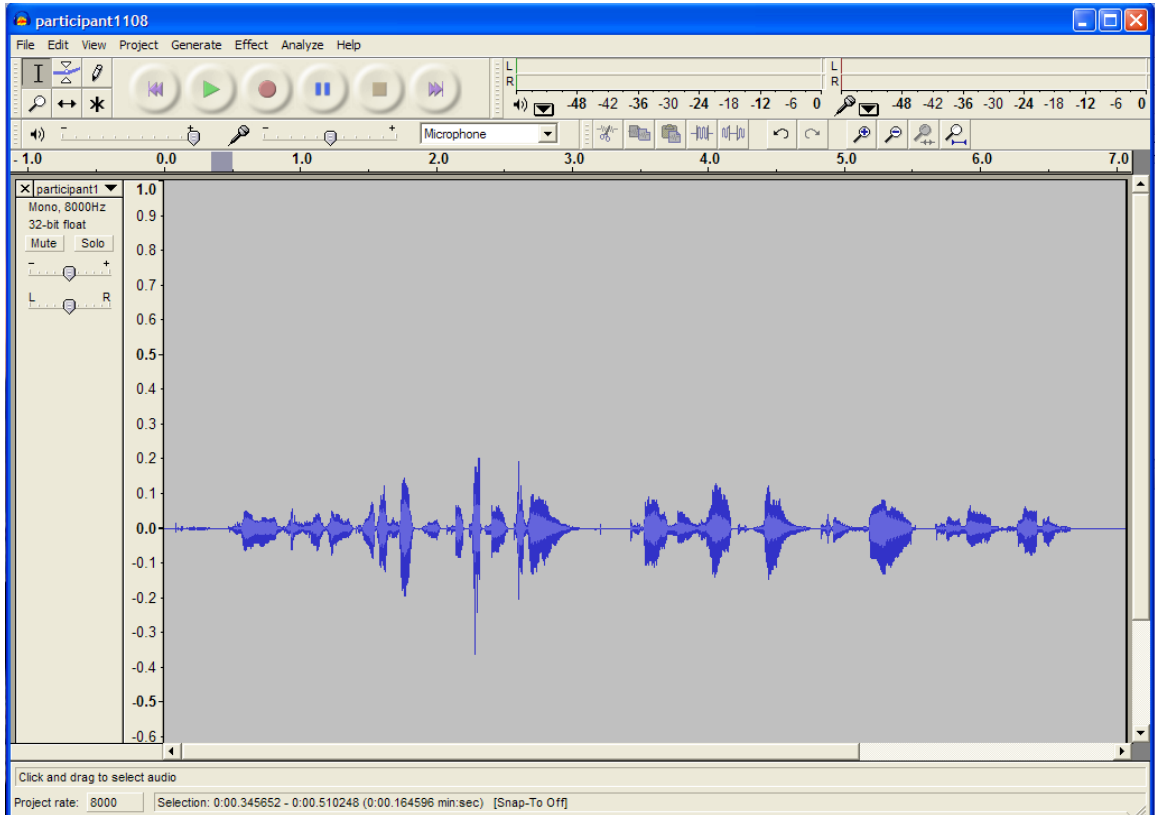 participant1108
File Edit View Project Generate Effect Analyze Help
L
R
-48 -42 -36 -30 -24 -18 -12 -6 0
L
R
-48 -42 -36 -30 -24 -18 -12 -6 0
- + - + Microphone
- 1.0 0.0 1.0 2.0 3.0 4.0 5.0 6.0 7.0
X participant1
Mono, 8000Hz
32-bit float
Mute Solo
- +
L R
1.0
0.9
0.8
0.7
0.6
0.5
0.4
0.3
0.2
0.1
0.0
-0.1
-0.2
-0.3
-0.4
-0.5
-0.6
Click and drag to select audio
Project rate: 8000 Selection: 0:00.345652 - 0:00.510248 (0:00.164596 min:sec) [Snap-To Off]